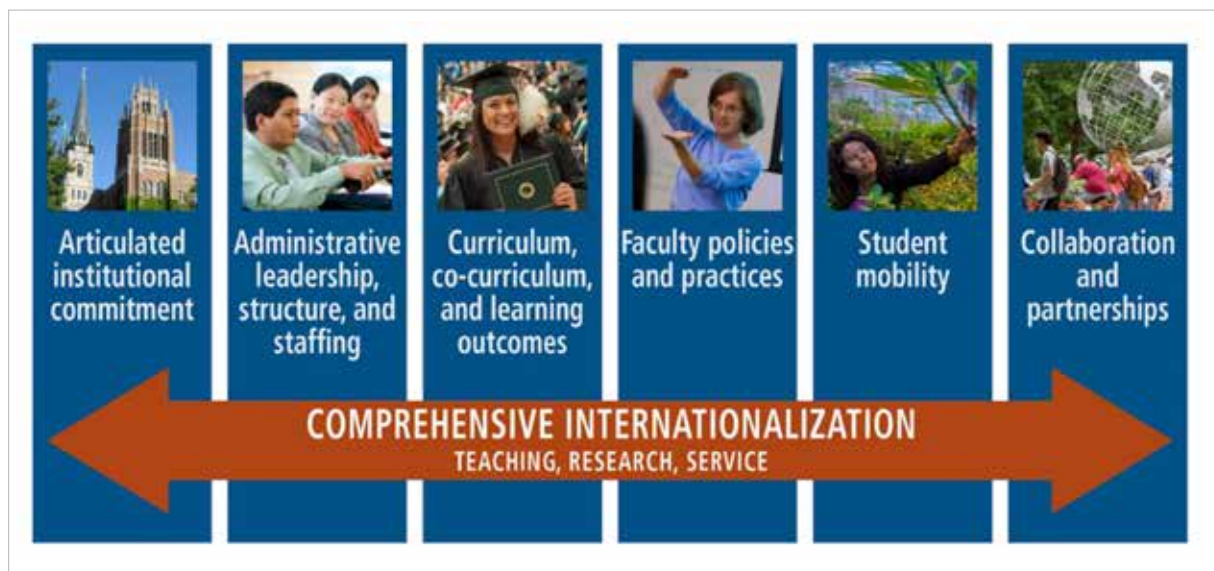 Articulated
institutional
commitment
Administrative
leadership,
structure, and
staffing
Curriculum,
co-curriculum,
and learning
outcomes
Faculty policies
and practices
Student
mobility
Collaboration
and
partnerships
COMPREHENSIVE INTERNATIONALIZATION
TEACHING, RESEARCH, SERVICE